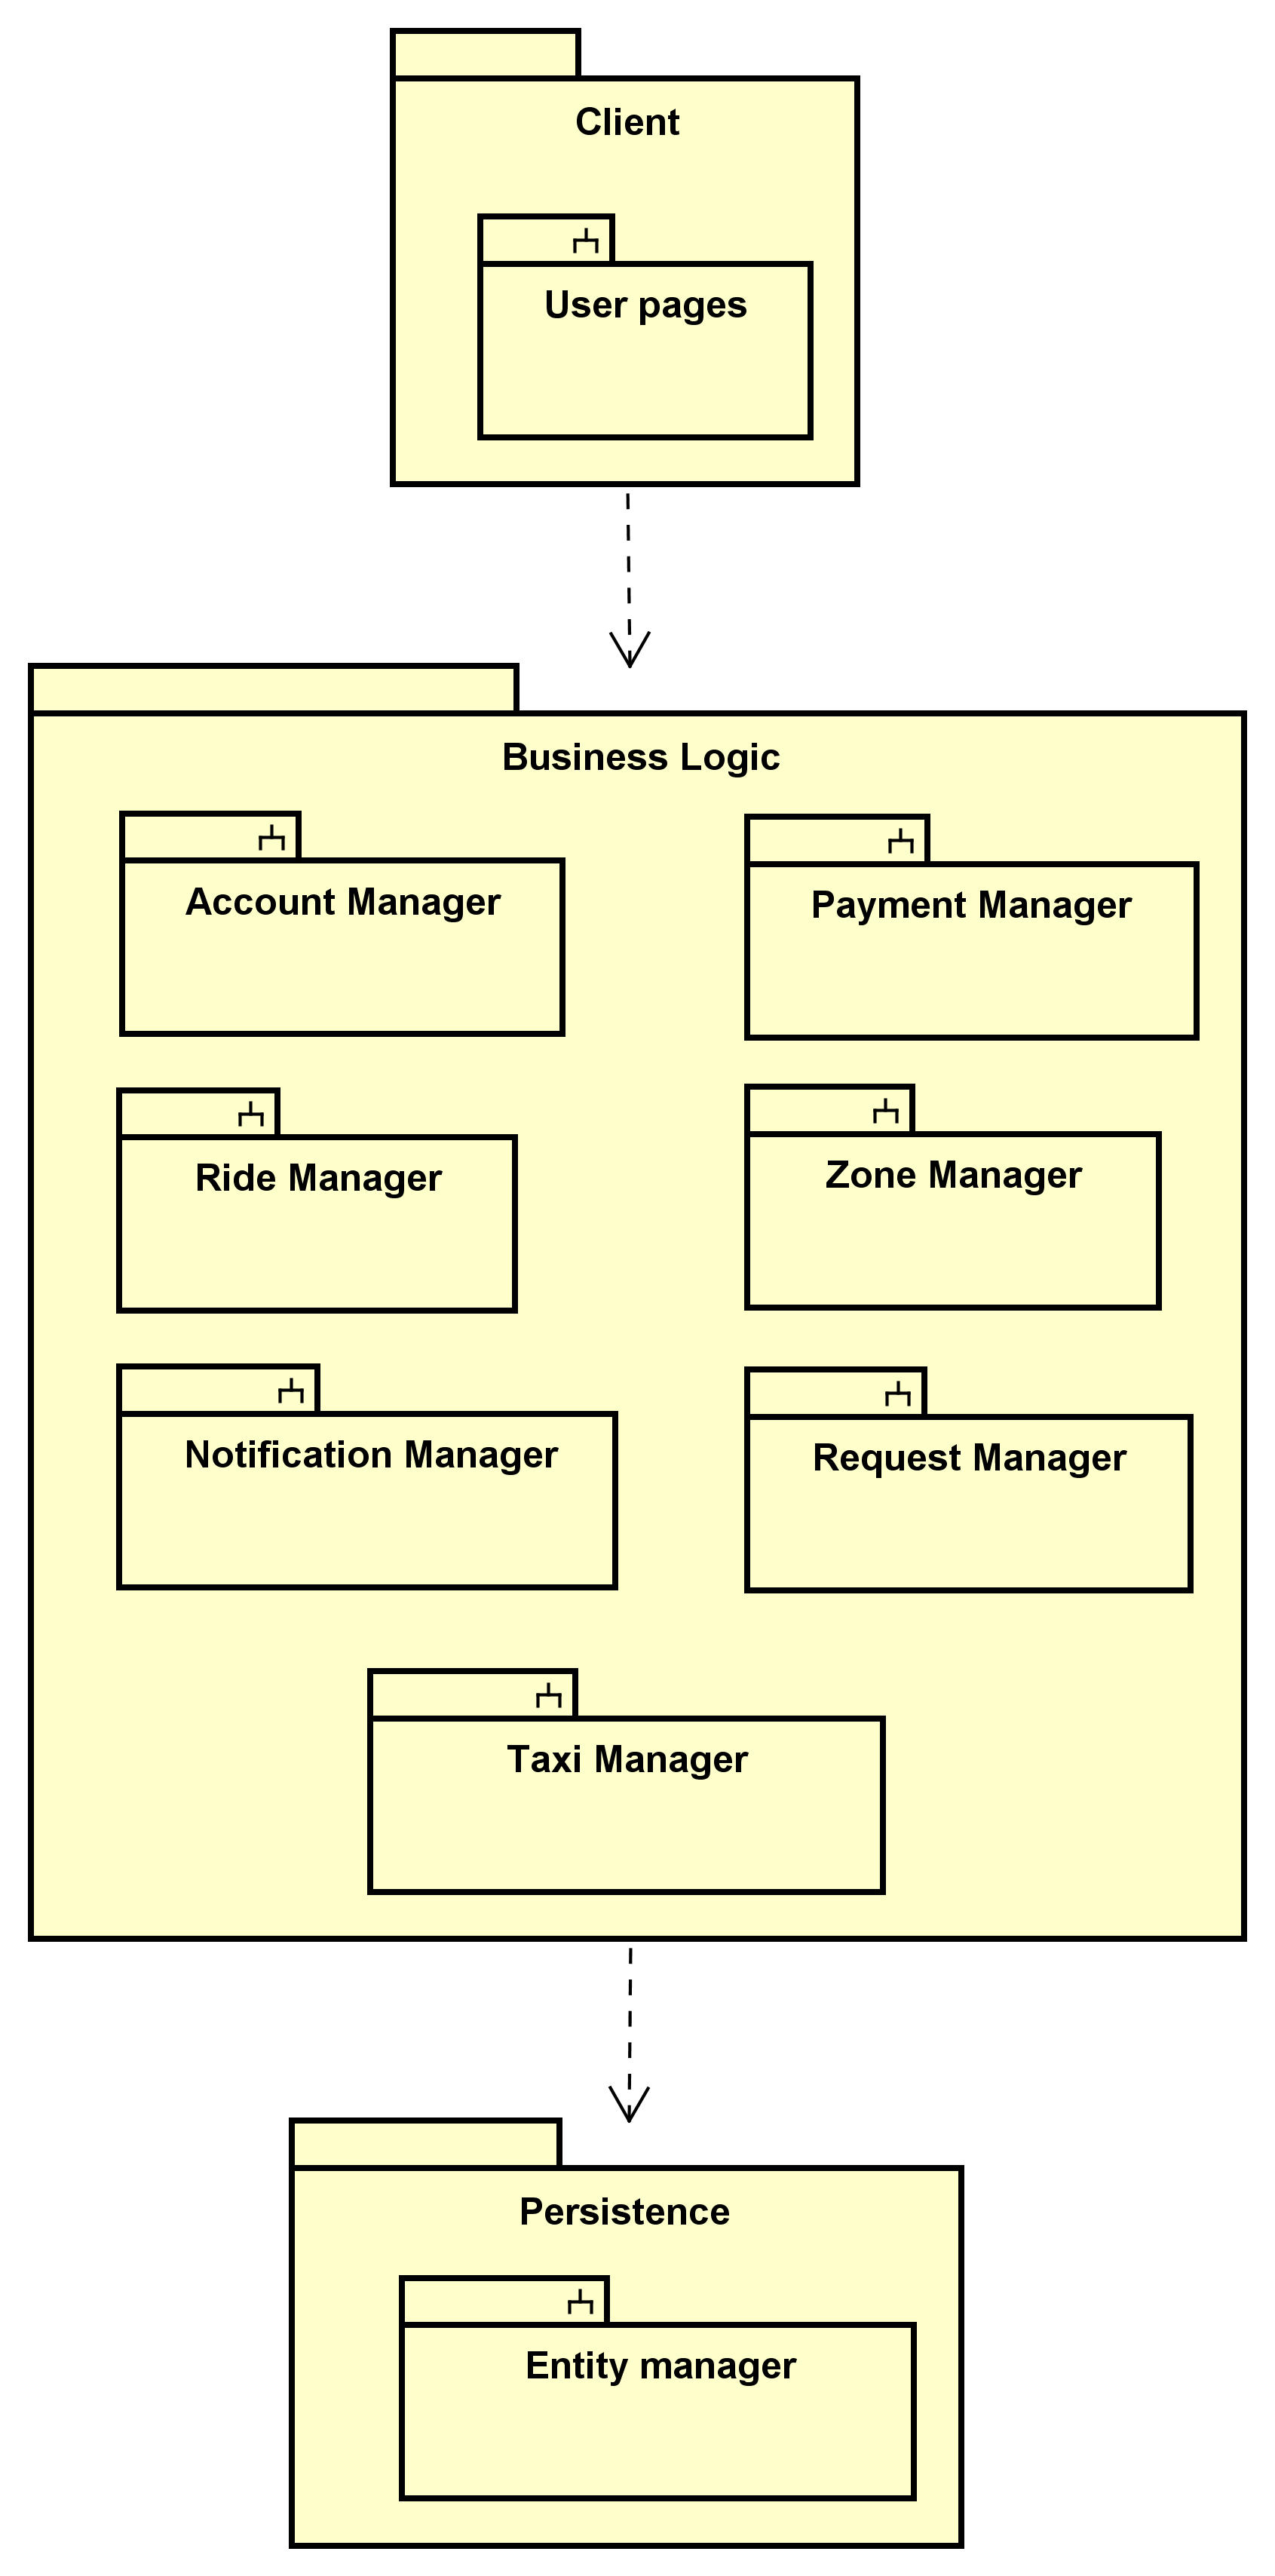 Client
User pages
Business Logic
Account Manager
Payment Manager
Ride Manager
Zone Manager
Notification Manager
Request Manager
Taxi Manager
Persistence
Entity manager